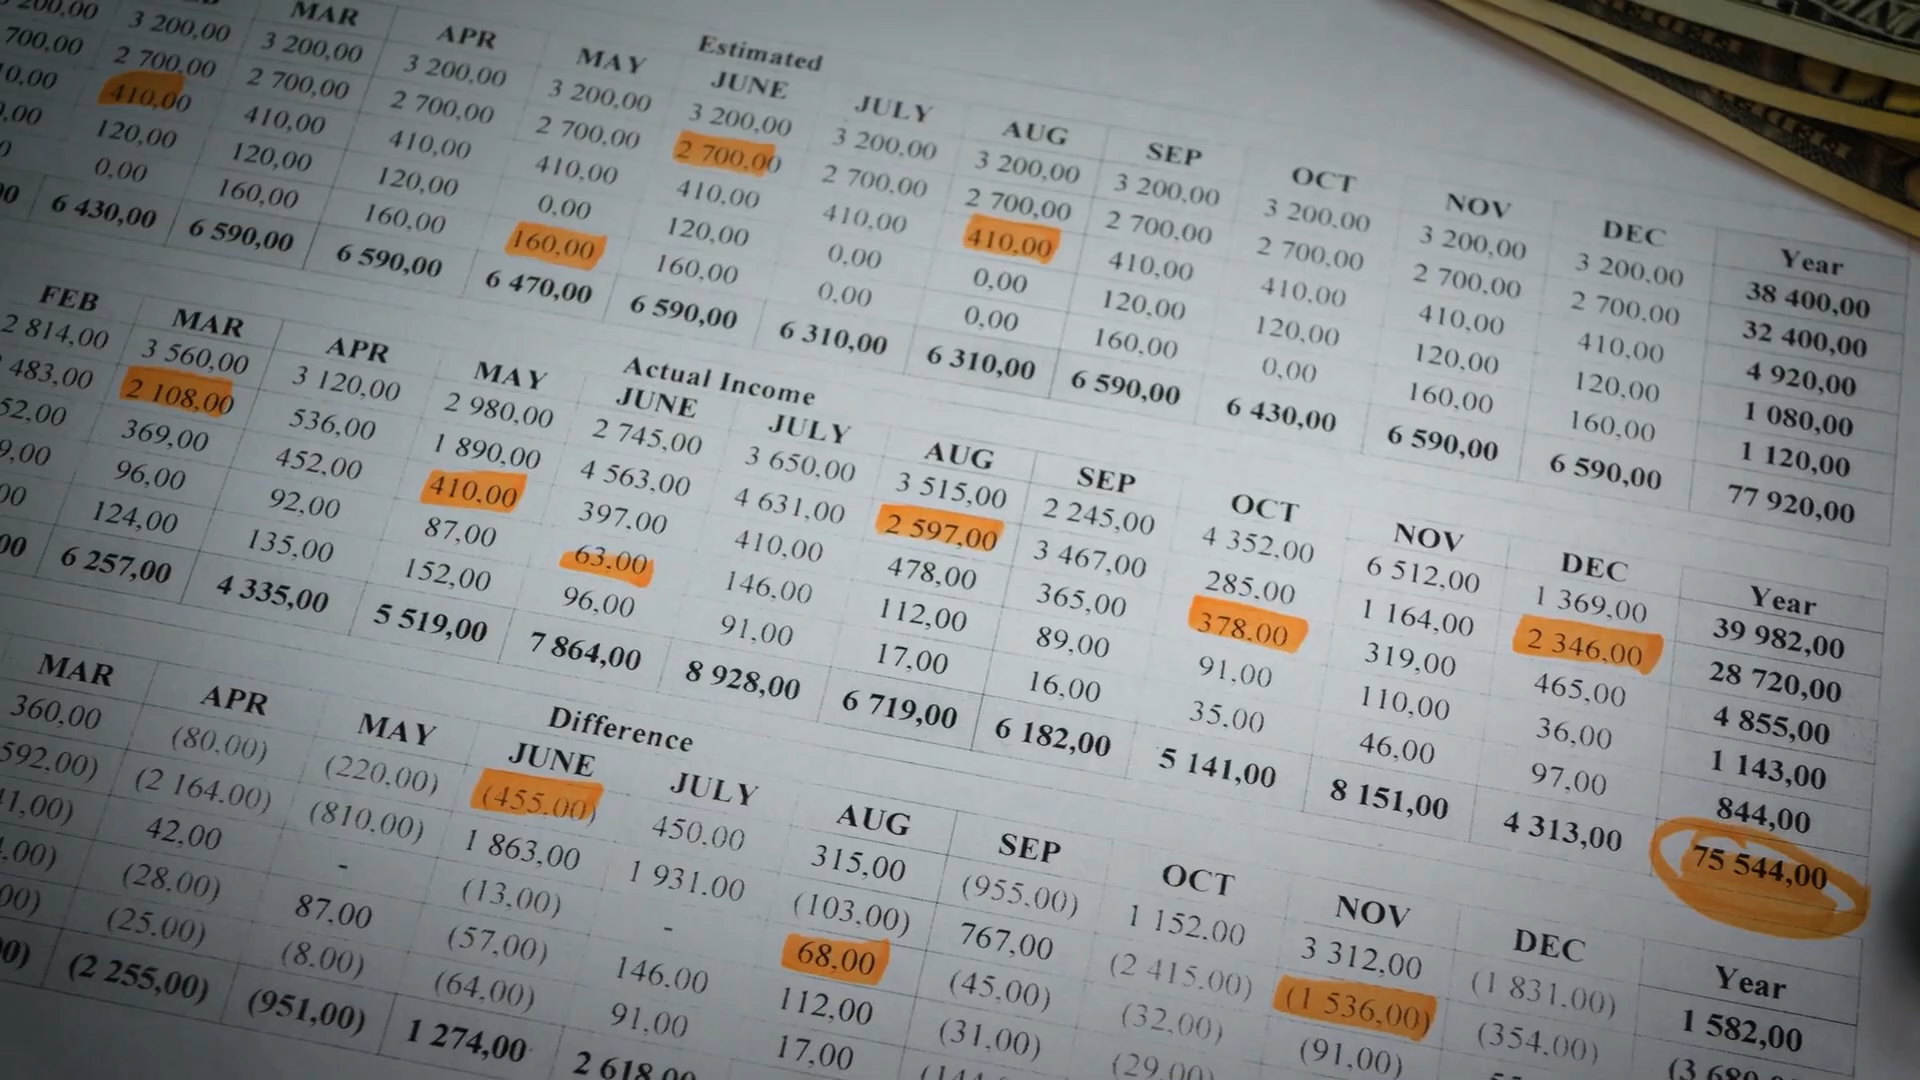 Estimated
MAR APR MAY JUNE JULY AUG SEP OCT NOV DEC Year
200,00 3 200,00 3 200,00 3 200,00 3 200,00 3 200,00 3 200,00 3 200,00 3 200,00 3 200,00 3 200,00 3 200,00 38 400,00
700,00 2 700,00 2 700,00 2 700,00 2 700,00 2 700,00 2 700.00 2 700,00 2 700,00 2 700.00 2 700,00 2 700.00 32 400,00
0,00 410,00 410,00 410,00 410,00 410,00 410,00 410,00 410,00 410,00 410,00 410,00 4 920,00
,00 120,00 120,00 120,00 0,00 120,00 0,00 0,00 120,00 120,00 120,00 120,00 1 080,00
0 0,00 160,00 160,00 160,00 160,00 0,00 0,00 160,00 0,00 160,00 160,00 1 120,00
00 6 430,00 6 590,00 6 590,00 6 470,00 6 590,00 6 310,00 6 310,00 6 590,00 6 430,00 6 590,00 6 590,00 77 920,00
Actual Income
FEB MAR APR MAY JUNE JULY AUG SEP OCT NOV DEC Year
2 814,00 3 560,00 3 120,00 2 980,00 2 745,00 3 650,00 3 515,00 2 245,00 4 352,00 6 512,00 1 369,00 39 982,00
483,00 2 108,00 536,00 1 890,00 4 563,00 4 631,00 2 597,00 3 467,00 285.00 1 164,00 2 346,00 28 720,00
52,00 369,00 452,00 410,00 397.00 410,00 478,00 365,00 378.00 319,00 465,00 4 855,00
9,00 96,00 92,00 87,00 63,00 146.00 112,00 89,00 91.00 110,00 36,00 1 143,00
00 124,00 135,00 152,00 96,00 91,00 17,00 16,00 35.00 46,00 97,00 844,00
00 6 257,00 4 335,00 5 519,00 7 864,00 8 928,00 6 719,00 6 182,00 5 141,00 8 151,00 4 313,00 75 544,00
Difference
MAR APR MAY JUNE JULY AUG SEP OCT NOV DEC Year
360,00 (80.00) (220,00) (455.00) 450.00 315,00 (955.00) 1 152.00 3 312,00 (1 831.00) 1 582,00
592,00) (2 164.00) (810.00) 1 863,00 1 931.00 (103,00) 767,00 (2 415.00) (1 536,00) (354.00)
1,00) 42,00 - (13,00) - 68,00 (45,00) (32,00) (91,00)
.00) (28.00) 87.00 (57,00) 146.00 112,00 (31,00) (29.00)
00) (25.00) (8.00) (64,00) 91,00 17,00
0) (2 255,00) (951,00) 1 274,00 2 618,00